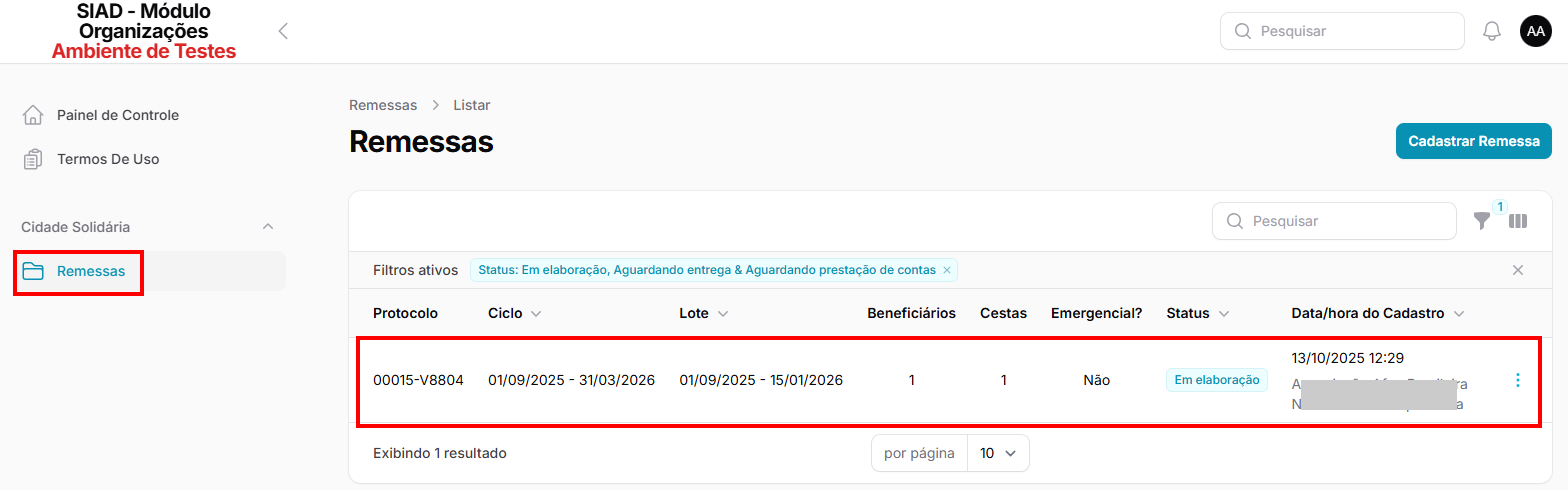 SIAD - Módulo
Organizações
Ambiente de Testes
Pesquisar
AA
Painel de Controle
Termos De Uso
Cidade Solidária
Remessas
Remessas > Listar
Remessas
Cadastrar Remessa
Pesquisar
1
Filtros ativos Status: Em elaboração, Aguardando entrega & Aguardando prestação de contas ×
Protocolo Ciclo Lote Beneficiários Cestas Emergencial? Status Data/hora do Cadastro
13/10/2025 12:29
00015-V8804 01/09/2025 - 31/03/2026 01/09/2025 - 15/01/2026 1 1 Não Em elaboração
Exibindo 1 resultado por página 10